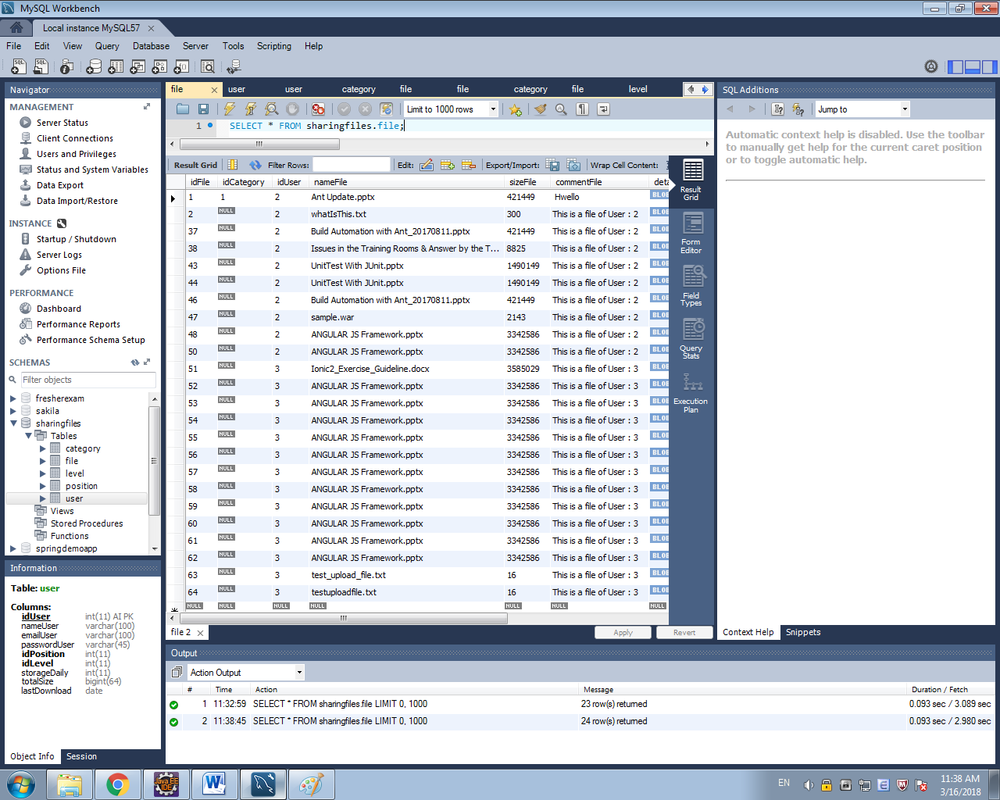 MySQL Workbench
Local instance MySQL57
File Edit View Query Database Server Tools Scripting Help
Navigator
MANAGEMENT
Server Status
Client Connections
Users and Privileges
Status and System Variables
Data Export
Data Import/Restore
INSTANCE
Startup / Shutdown
Server Logs
Options File
PERFORMANCE
Dashboard
Performance Reports
Performance Schema Setup
SCHEMAS
Filter objects
fresherexam
sakila
sharingfiles
Tables
category
file
level
position
user
Views
Stored Procedures
Functions
springdemoapp
Information
Table: user
Columns:
idUser int(11) AI PK
nameUser varchar(100)
emailUser varchar(100)
passwordUser varchar(45)
idPosition int(11)
idLevel int(11)
storageDaily int(11)
totalSize bigint(64)
lastDownload date
Object Info Session
file user user category file file category file level
Limit to 1000 rows
1 SELECT * FROM sharingfiles.file;
Result Grid Filter Rows: Edit: Export/Import: Wrap Cell Content:
idFile idCategory idUser nameFile sizeFile commentFile deta
1 1 2 Ant Update.pptx 421449 Hwello BLOB
2 NULL 2 whatIsThis.txt 300 This is a file of User : 2 BLOB
37 NULL 2 Build Automation with Ant_20170811.pptx 421449 This is a file of User : 2 BLOB
38 NULL 2 Issues in the Training Rooms & Answer by the T... 8825 This is a file of User : 2 BLOB
43 NULL 2 UnitTest With JUnit.pptx 1490149 This is a file of User : 2 BLOB
44 NULL 2 UnitTest With JUnit.pptx 1490149 This is a file of User : 2 BLOB
46 NULL 2 Build Automation with Ant_20170811.pptx 421449 This is a file of User : 2 BLOB
47 NULL 2 sample.war 2143 This is a file of User : 2 BLOB
48 NULL 2 ANGULAR JS Framework.pptx 3342586 This is a file of User : 2 BLOB
50 NULL 2 ANGULAR JS Framework.pptx 3342586 This is a file of User : 2 BLOB
51 NULL 3 Ionic2_Exercise_Guideline.docx 3585029 This is a file of User : 3 BLOB
52 NULL 3 ANGULAR JS Framework.pptx 3342586 This is a file of User : 3 BLOB
53 NULL 3 ANGULAR JS Framework.pptx 3342586 This is a file of User : 3 BLOB
54 NULL 3 ANGULAR JS Framework.pptx 3342586 This is a file of User : 3 BLOB
55 NULL 3 ANGULAR JS Framework.pptx 3342586 This is a file of User : 3 BLOB
56 NULL 3 ANGULAR JS Framework.pptx 3342586 This is a file of User : 3 BLOB
57 NULL 3 ANGULAR JS Framework.pptx 3342586 This is a file of User : 3 BLOB
58 NULL 3 ANGULAR JS Framework.pptx 3342586 This is a file of User : 3 BLOB
59 NULL 3 ANGULAR JS Framework.pptx 3342586 This is a file of User : 3 BLOB
60 NULL 3 ANGULAR JS Framework.pptx 3342586 This is a file of User : 3 BLOB
61 NULL 3 ANGULAR JS Framework.pptx 3342586 This is a file of User : 3 BLOB
62 NULL 3 ANGULAR JS Framework.pptx 3342586 This is a file of User : 3 BLOB
63 NULL 3 test_upload_file.txt 16 This is a file of User : 3 BLOB
64 NULL 3 testuploadfile.txt 16 This is a file of User : 3 BLOB
NULL NULL NULL NULL NULL NULL NULL
Result
Grid
Form
Editor
Field
Types
Query
Stats
Execution
Plan
file 2 Apply Revert
SQL Additions
Jump to
Automatic context help is disabled. Use the toolbar
to manually get help for the current caret position
or to toggle automatic help.
Context Help Snippets
Output
Action Output
# Time Action Message Duration / Fetch
1 11:32:59 SELECT * FROM sharingfiles.file LIMIT 0, 1000 23 row(s) returned 0.093 sec / 3.089 sec
2 11:38:45 SELECT * FROM sharingfiles.file LIMIT 0, 1000 24 row(s) returned 0.093 sec / 2.980 sec
Java EE
IDE
EN
11:38 AM
3/16/2018